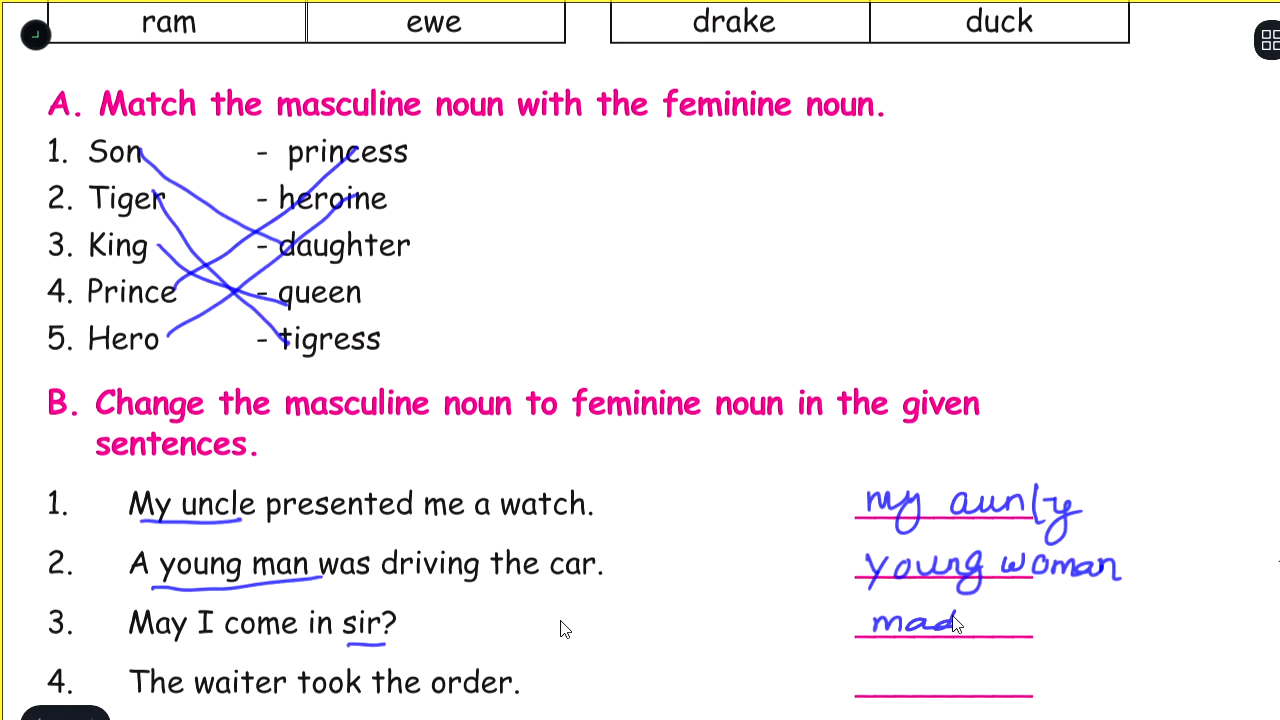 ram ewe drake duck
A. Match the masculine noun with the feminine noun.
1. Son - princess
2. Tiger - heroine
3. King - daughter
4. Prince - queen
5. Hero - tigress
B. Change the masculine noun to feminine noun in the given
sentences.
1. My uncle presented me a watch. my aunty
2. A young man was driving the car. young woman
3. May I come in sir? mad
4. The waiter took the order.